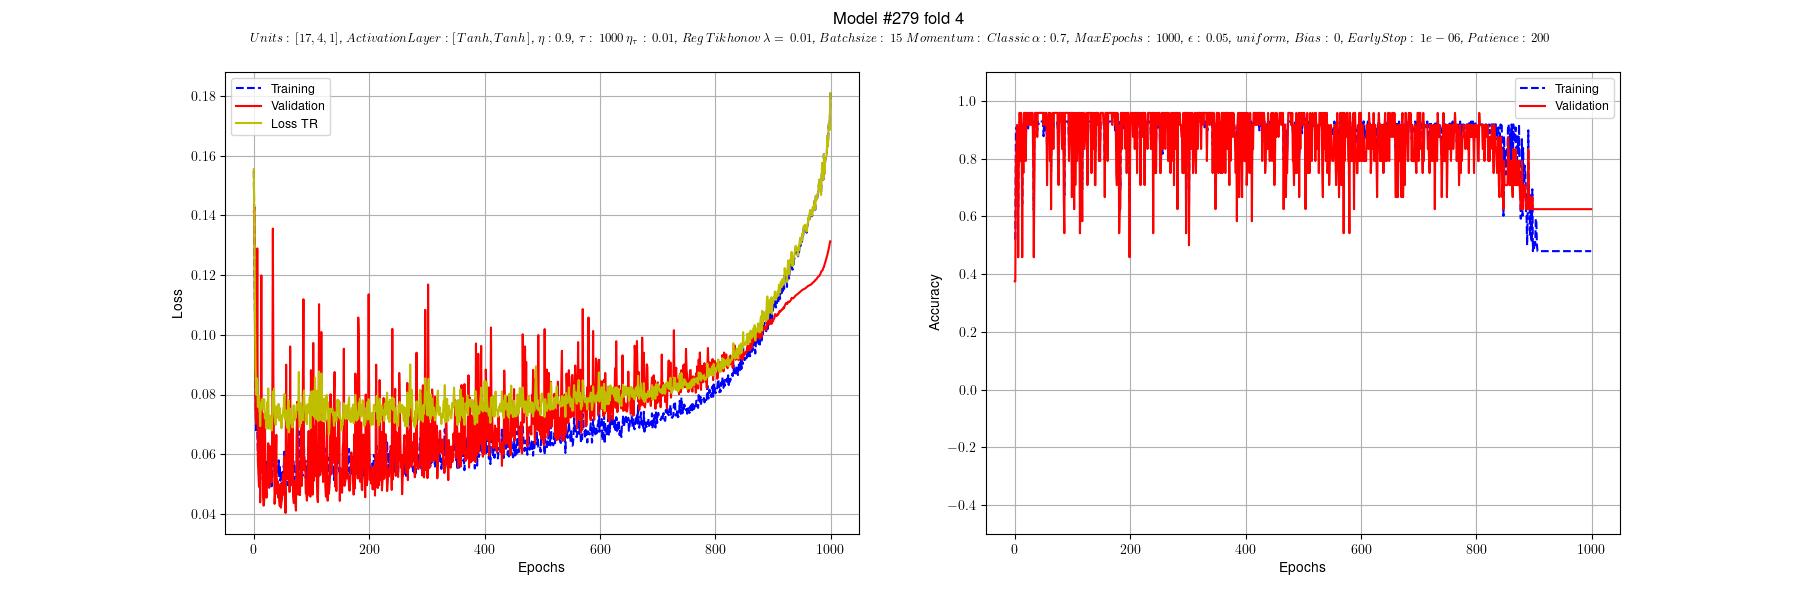 Model #279 fold 4
Units : [17, 4, 1], ActivationLayer : [Tanh, Tanh], η : 0.9, τ : 1000 η_τ : 0.01, Reg Tikhonov λ = 0.01, Batchsize : 15 Momentum : Classic α : 0.7, MaxEpochs : 1000, ϵ : 0.05, uniform, Bias : 0, EarlyStop : 1e − 06, Patience : 200
Training
Validation
Loss TR
0.18
0.16
0.14
0.12
0.10
0.08
0.06
0.04
Loss
0 200 400 600 800 1000
Epochs
Training
Validation
1.0
0.8
0.6
0.4
0.2
0.0
−0.2
−0.4
Accuracy
0 200 400 600 800 1000
Epochs